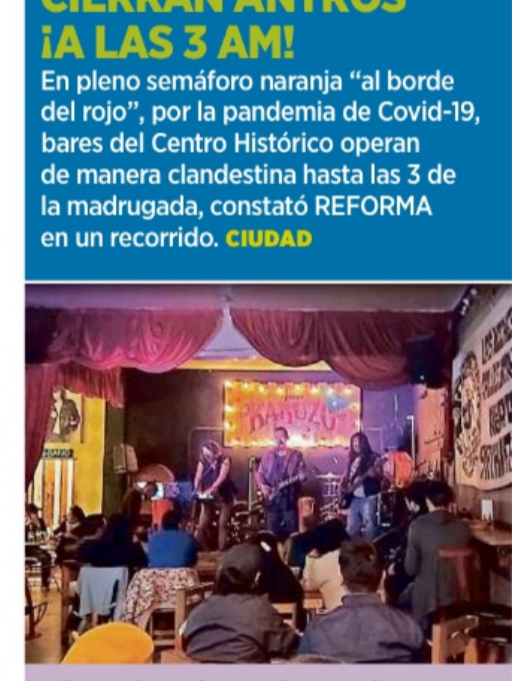 CIERRAN ANTROS
¡A LAS 3 AM!
En pleno semáforo naranja “al borde
del rojo”, por la pandemia de Covid-19,
bares del Centro Histórico operan
de manera clandestina hasta las 3 de
la madrugada, constató REFORMA
en un recorrido. CIUDAD